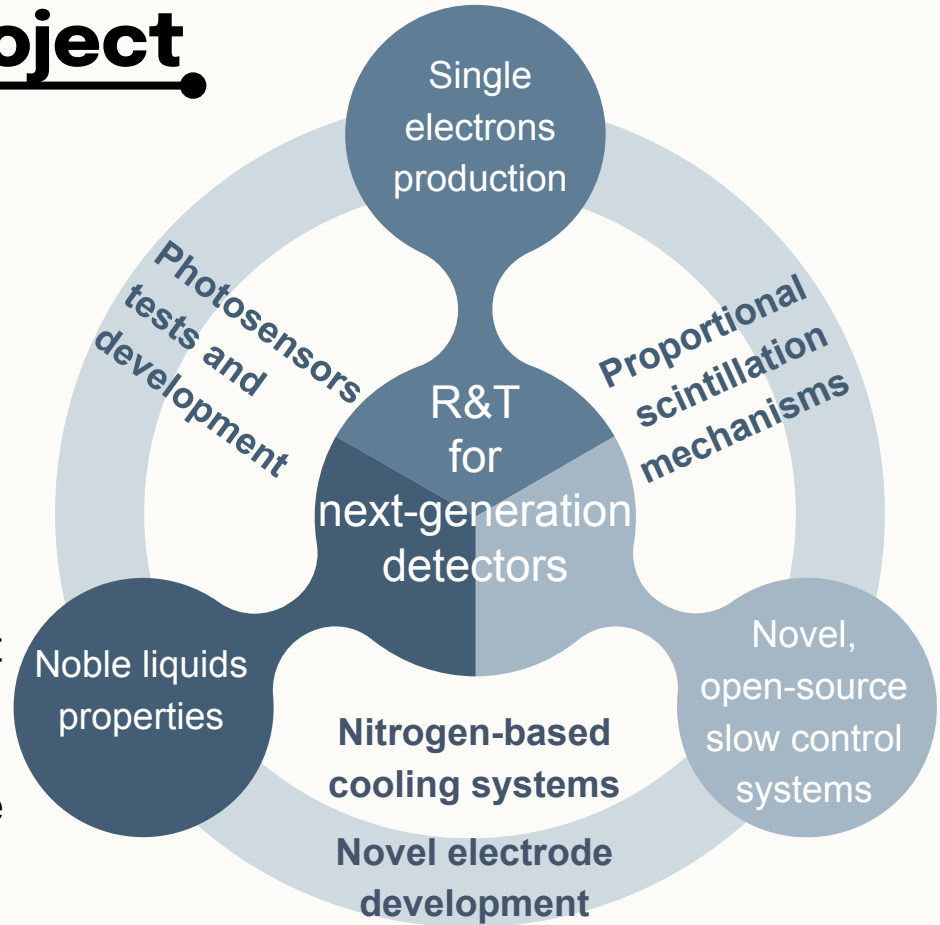 oject
Single
electrons
production
Photosensors
tests and
development
Proportional
scintillation
mechanisms
R&T
for
next-generation
detectors
Noble liquids
properties
Novel,
open-source
slow control
systems
Nitrogen-based
cooling systems
Novel electrode
development